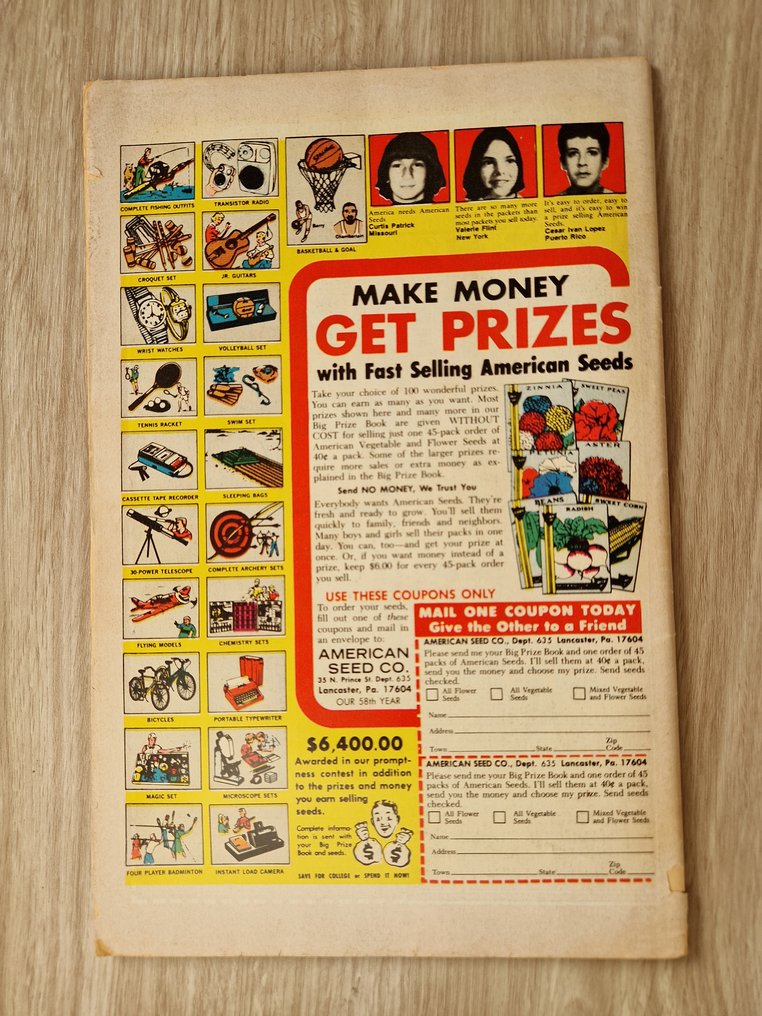 COMPLETE FISHING OUTFITS
TRANSISTOR RADIO
CROQUET SET
JR. GUITARS
WRIST WATCHES
VOLLEYBALL SET
TENNIS RACKET
SWIM SET
CASSETTE TAPE RECORDER
SLEEPING BAGS
30-POWER TELESCOPE
COMPLETE ARCHERY SETS
FLYING MODELS
CHEMISTRY SETS
BICYCLES
PORTABLE TYPEWRITER
MAGIC SET
MICROSCOPE SETS
FOUR PLAYER BADMINTON
INSTANT LOAD CAMERA
Spalding
Barry
Chamberlain
BASKETBALL & GOAL
America needs American
Seeds
Curtis Patrick
Missouri
There are so many more
seeds in the packets than
most packets you sell today.
Valerie Flint
New York
It's easy to order, easy to
sell, and it's easy to win
a prize selling American
Seeds.
Cesar Ivan Lopez
Puerto Rico
MAKE MONEY
GET PRIZES
with Fast Selling American Seeds
Take your choice of 100 wonderful prizes.
You can earn as many as you want. Most
prizes shown here and many more in our
Big Prize Book are given WITHOUT
COST for selling just one 45-pack order of
American Vegetable and Flower Seeds at
40¢ a pack. Some of the larger prizes re-
quire more sales or extra money as ex-
plained in the Big Prize Book.
Send NO MONEY, We Trust You
Everybody wants American Seeds. They're
fresh and ready to grow. You'll sell them
quickly to family, friends and neighbors.
Many boys and girls sell their packs in one
day. You can, too—and get your prize at
once. Or, if you want money instead of a
prize, keep $6.00 for every 45-pack order
you sell.
ZINNIA
SWEET PEAS
PETUNIA
ASTER
BEANS
RADISH
SWEET CORN
USE THESE COUPONS ONLY
To order your seeds,
fill out one of these
coupons and mail in
an envelope to:
AMERICAN
SEED CO.
35 N. Prince St. Dept. 635
Lancaster, Pa. 17604
OUR 58th YEAR
$6,400.00
Awarded in our prompt-
ness contest in addition
to the prizes and money
you earn selling
seeds.
Complete informa-
tion is sent with
your Big Prize
Book and seeds.
$ $
SAVE FOR COLLEGE or SPEND IT NOW!
MAIL ONE COUPON TODAY
Give the Other to a Friend
AMERICAN SEED CO., Dept. 635 Lancaster, Pa. 17604
Please send me your Big Prize Book and one order of 45
packs of American Seeds. I'll sell them at 40¢ a pack,
send you the money and choose my prize. Send seeds
checked.
All Flower Seeds All Vegetable Seeds Mixed Vegetable and Flower Seeds
Name
Address
Town State Zip Code
AMERICAN SEED CO., Dept. 635 Lancaster, Pa. 17604
Please send me your Big Prize Book and one order of 45
packs of American Seeds. I'll sell them at 40¢ a pack,
send you the money and choose my prize. Send seeds
checked.
All Flower Seeds All Vegetable Seeds Mixed Vegetable and Flower Seeds
Name
Address
Town State Zip Code